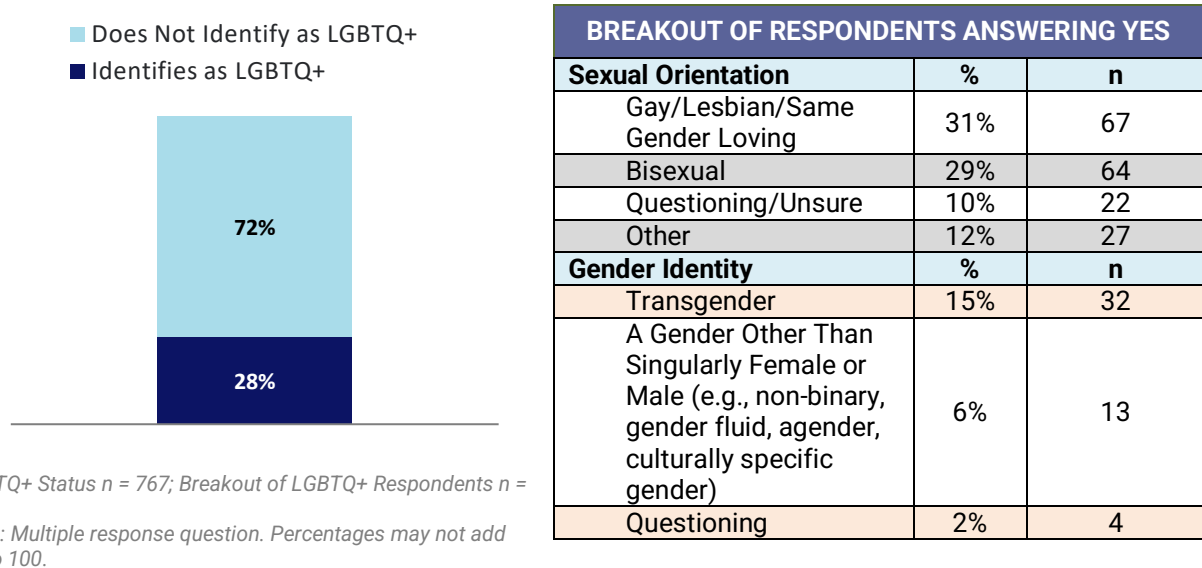 Does Not Identify as LGBTQ+
Identifies as LGBTQ+
72%
28%
TQ+ Status n = 767; Breakout of LGBTQ+ Respondents n =
: Multiple response question. Percentages may not add
o 100.
BREAKOUT OF RESPONDENTS ANSWERING YES
Sexual Orientation % n
Gay/Lesbian/Same
Gender Loving 31% 67
Bisexual 29% 64
Questioning/Unsure 10% 22
Other 12% 27
Gender Identity % n
Transgender 15% 32
A Gender Other Than
Singularly Female or
Male (e.g., non-binary,
gender fluid, agender, 6% 13
culturally specific
gender)
Questioning 2% 4